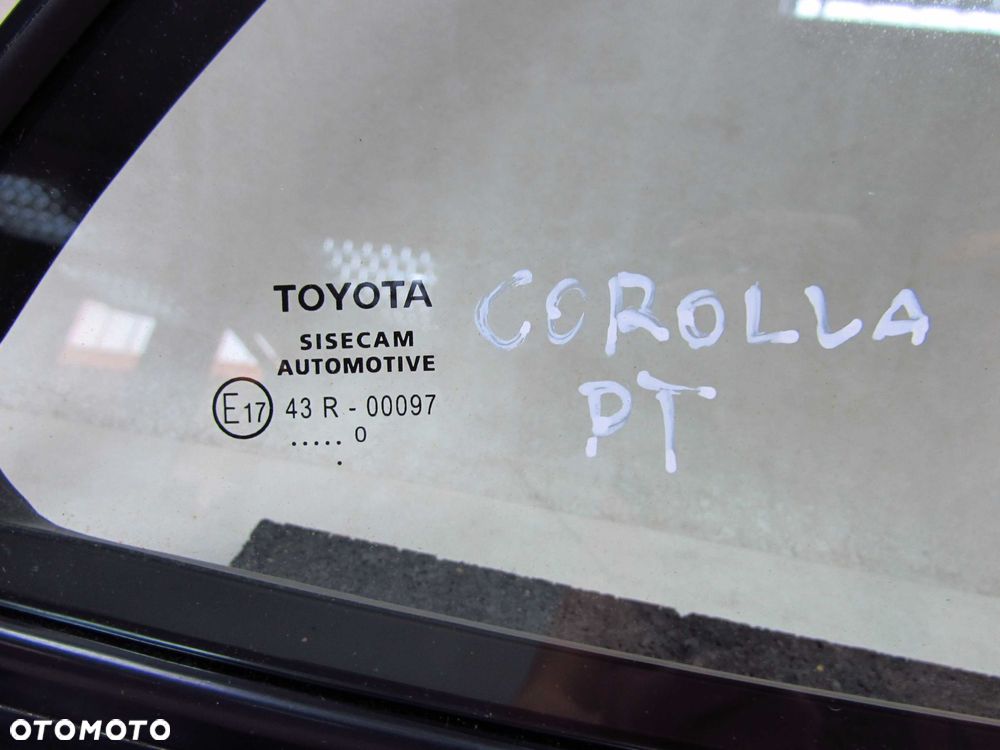 TOYOTA
SISECAM
AUTOMOTIVE
E17 43 R - 00097
..... 0
.
COROLLA
PT
OTOMOTO